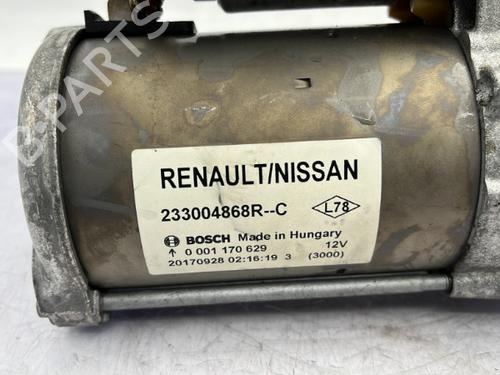 B-PARTS
RENAULT/NISSAN
233004868R--C L78
BOSCH Made in Hungary
↑ 0 001 170 629 12V
20170928 02:16:19 3 (3000)